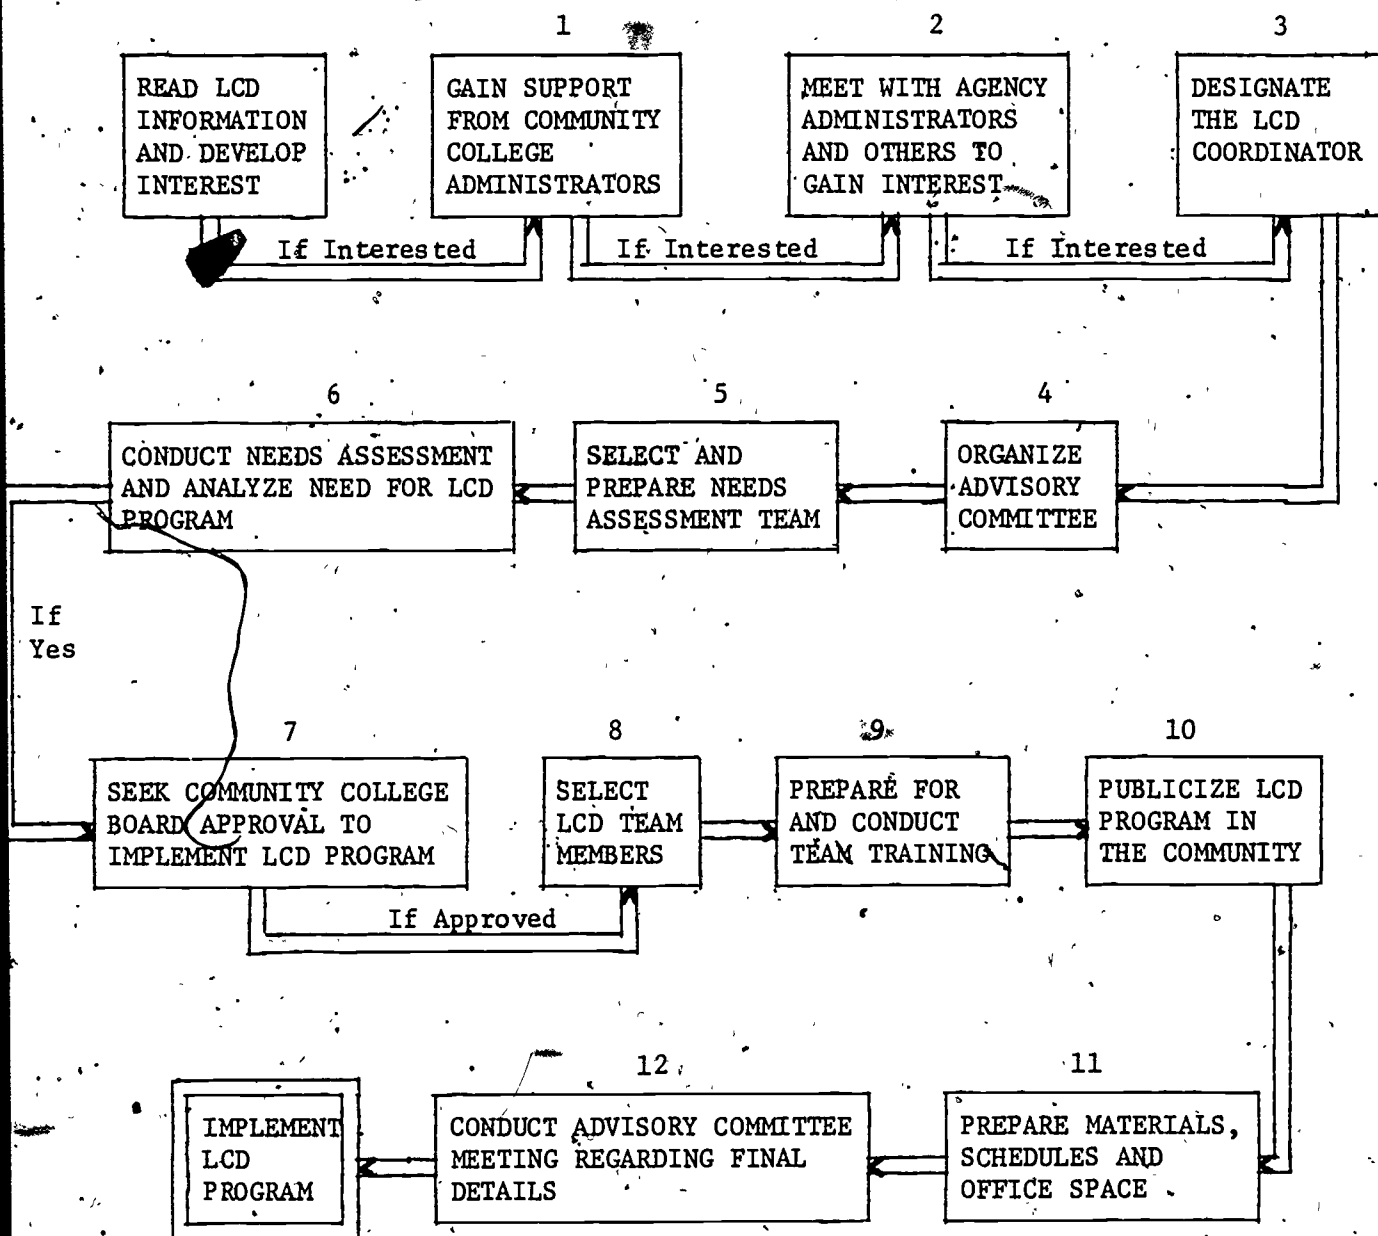 1
READ LCD
INFORMATION
AND DEVELOP
INTEREST
GAIN SUPPORT
FROM COMMUNITY
COLLEGE
ADMINISTRATORS
2
MEET WITH AGENCY
ADMINISTRATORS
AND OTHERS TO
GAIN INTEREST
3
DESIGNATE
THE LCD
COORDINATOR
If Interested
If Interested
If Interested
4
ORGANIZE
ADVISORY
COMMITTEE
5
SELECT AND
PREPARE NEEDS
ASSESSMENT TEAM
6
CONDUCT NEEDS ASSESSMENT
AND ANALYZE NEED FOR LCD
PROGRAM
If
Yes
7
SEEK COMMUNITY COLLEGE
BOARD APPROVAL TO
IMPLEMENT LCD PROGRAM
If Approved
8
SELECT
LCD TEAM
MEMBERS
9
PREPARE FOR
AND CONDUCT
TEAM TRAINING
10
PUBLICIZE LCD
PROGRAM IN
THE COMMUNITY
11
PREPARE MATERIALS,
SCHEDULES AND
OFFICE SPACE
12
CONDUCT ADVISORY COMMITTEE
MEETING REGARDING FINAL
DETAILS
IMPLEMENT
LCD
PROGRAM